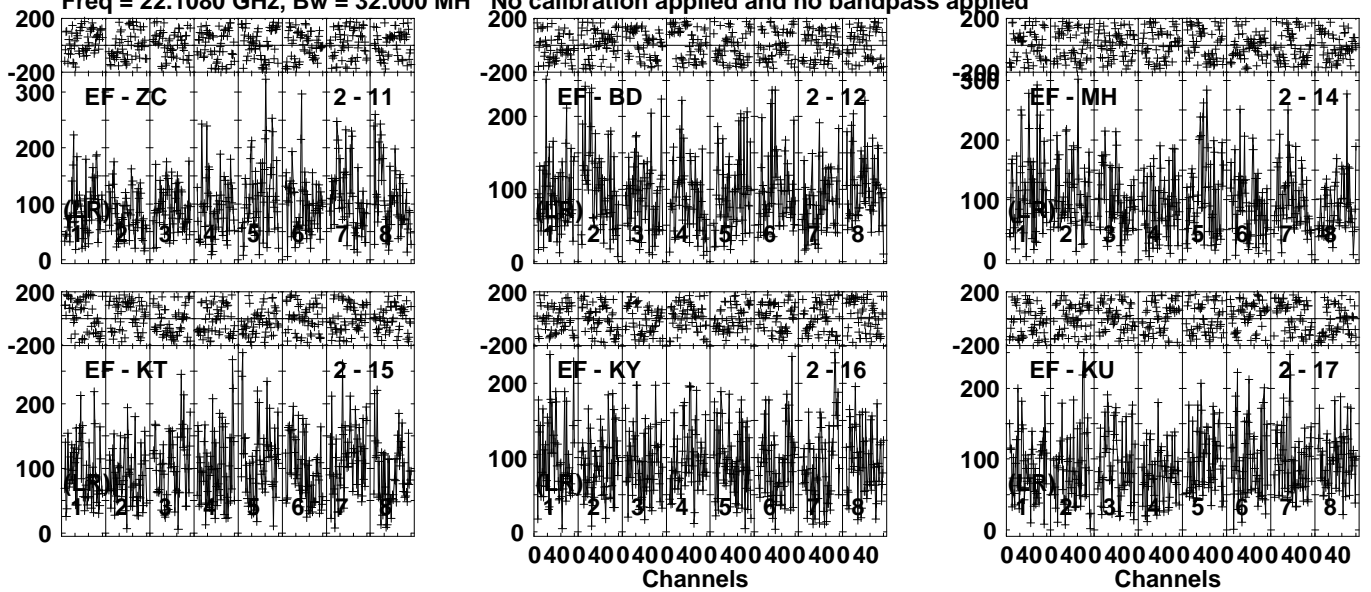 Freq = 22.1080 GHz, Bw = 32.000 MH No calibration applied and no bandpass applied
200
-200
300
200
100
0
EF - ZC
2 - 11
(LR)
1 2 3 4 5 6 7 8
200
-200
200
100
0
EF - BD
2 - 12
(LR)
1 2 3 4 5 6 7 8
200
-200
300
200
100
0
EF - MH
2 - 14
(LR)
1 2 3 4 5 6 7 8
200
-200
200
100
0
EF - KT
2 - 15
(LR)
1 2 3 4 5 6 7 8
200
-200
200
100
0
EF - KY
2 - 16
(LR)
1 2 3 4 5 6 7 8
0 40 0 40 0 40 0 40 0 40 0 40 0 40 0 40
Channels
200
-200
200
100
0
EF - KU
2 - 17
(LR)
1 2 3 4 5 6 7 8
0 40 0 40 0 40 0 40 0 40 0 40 0 40 0 40
Channels